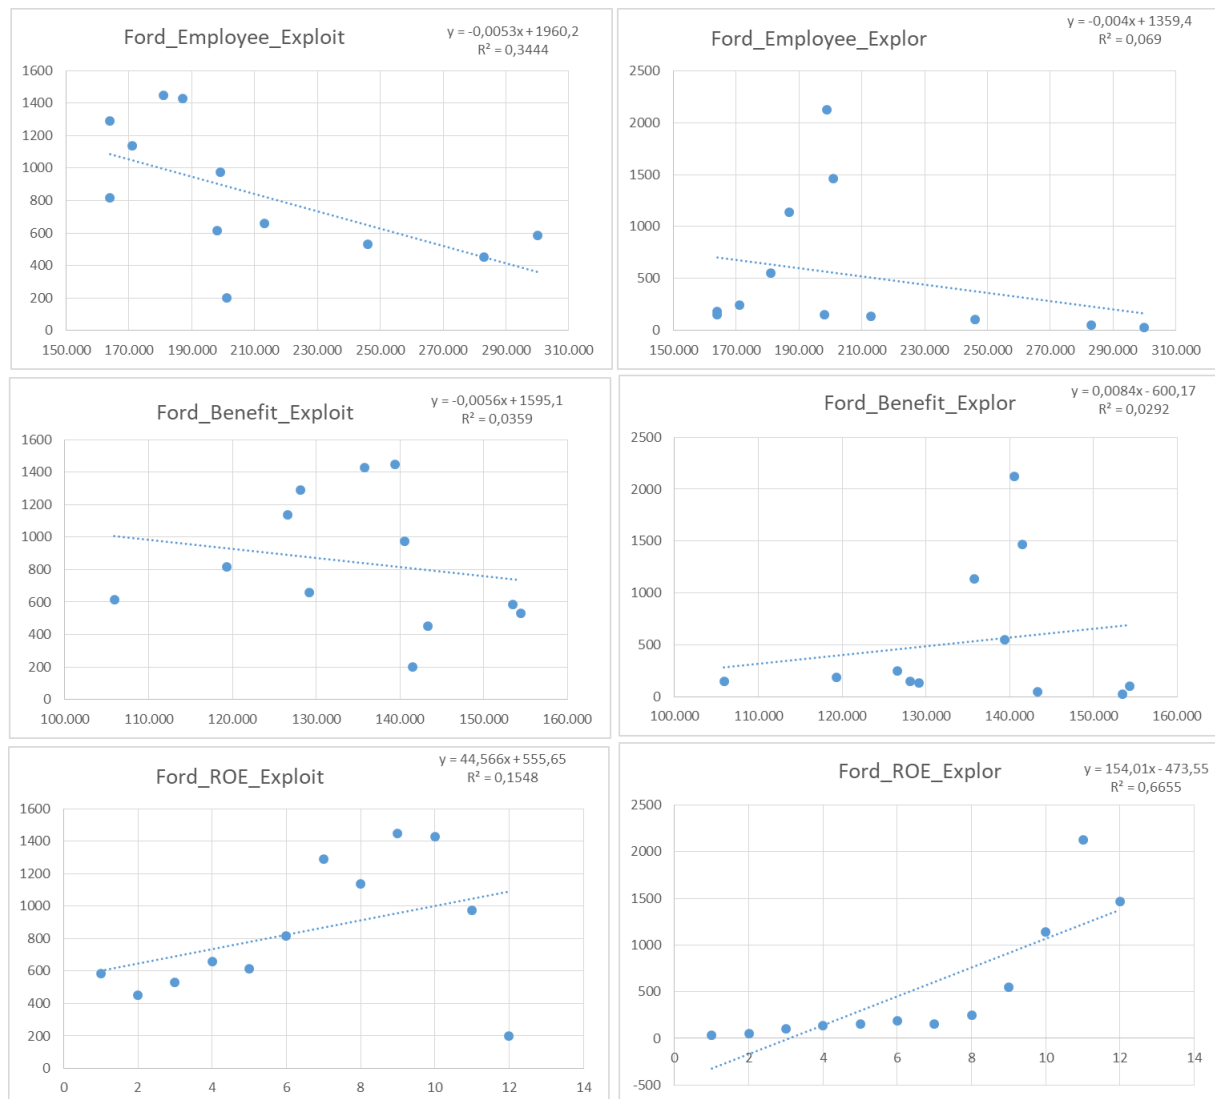 Ford_Employee_Exploit
y = -0,0053x + 1960,2
R² = 0,3444
1600
1400
1200
1000
800
600
400
200
0
150.000 170.000 190.000 210.000 230.000 250.000 270.000 290.000 310.000
Ford_Employee_Explor
y = -0,004x + 1359,4
R² = 0,069
2500
2000
1500
1000
500
0
150.000 170.000 190.000 210.000 230.000 250.000 270.000 290.000 310.000
Ford_Benefit_Exploit
y = -0,0056x + 1595,1
R² = 0,0359
1600
1400
1200
1000
800
600
400
200
0
100.000 110.000 120.000 130.000 140.000 150.000 160.000
Ford_Benefit_Explor
y = 0,0084x - 600,17
R² = 0,0292
2500
2000
1500
1000
500
0
100.000 110.000 120.000 130.000 140.000 150.000 160.000
Ford_ROE_Exploit
y = 44,566x + 555,65
R² = 0,1548
1600
1400
1200
1000
800
600
400
200
0
0 2 4 6 8 10 12 14
Ford_ROE_Explor
y = 154,01x - 473,55
R² = 0,6655
2500
2000
1500
1000
500
0
0 2 4 6 8 10 12 14
-500